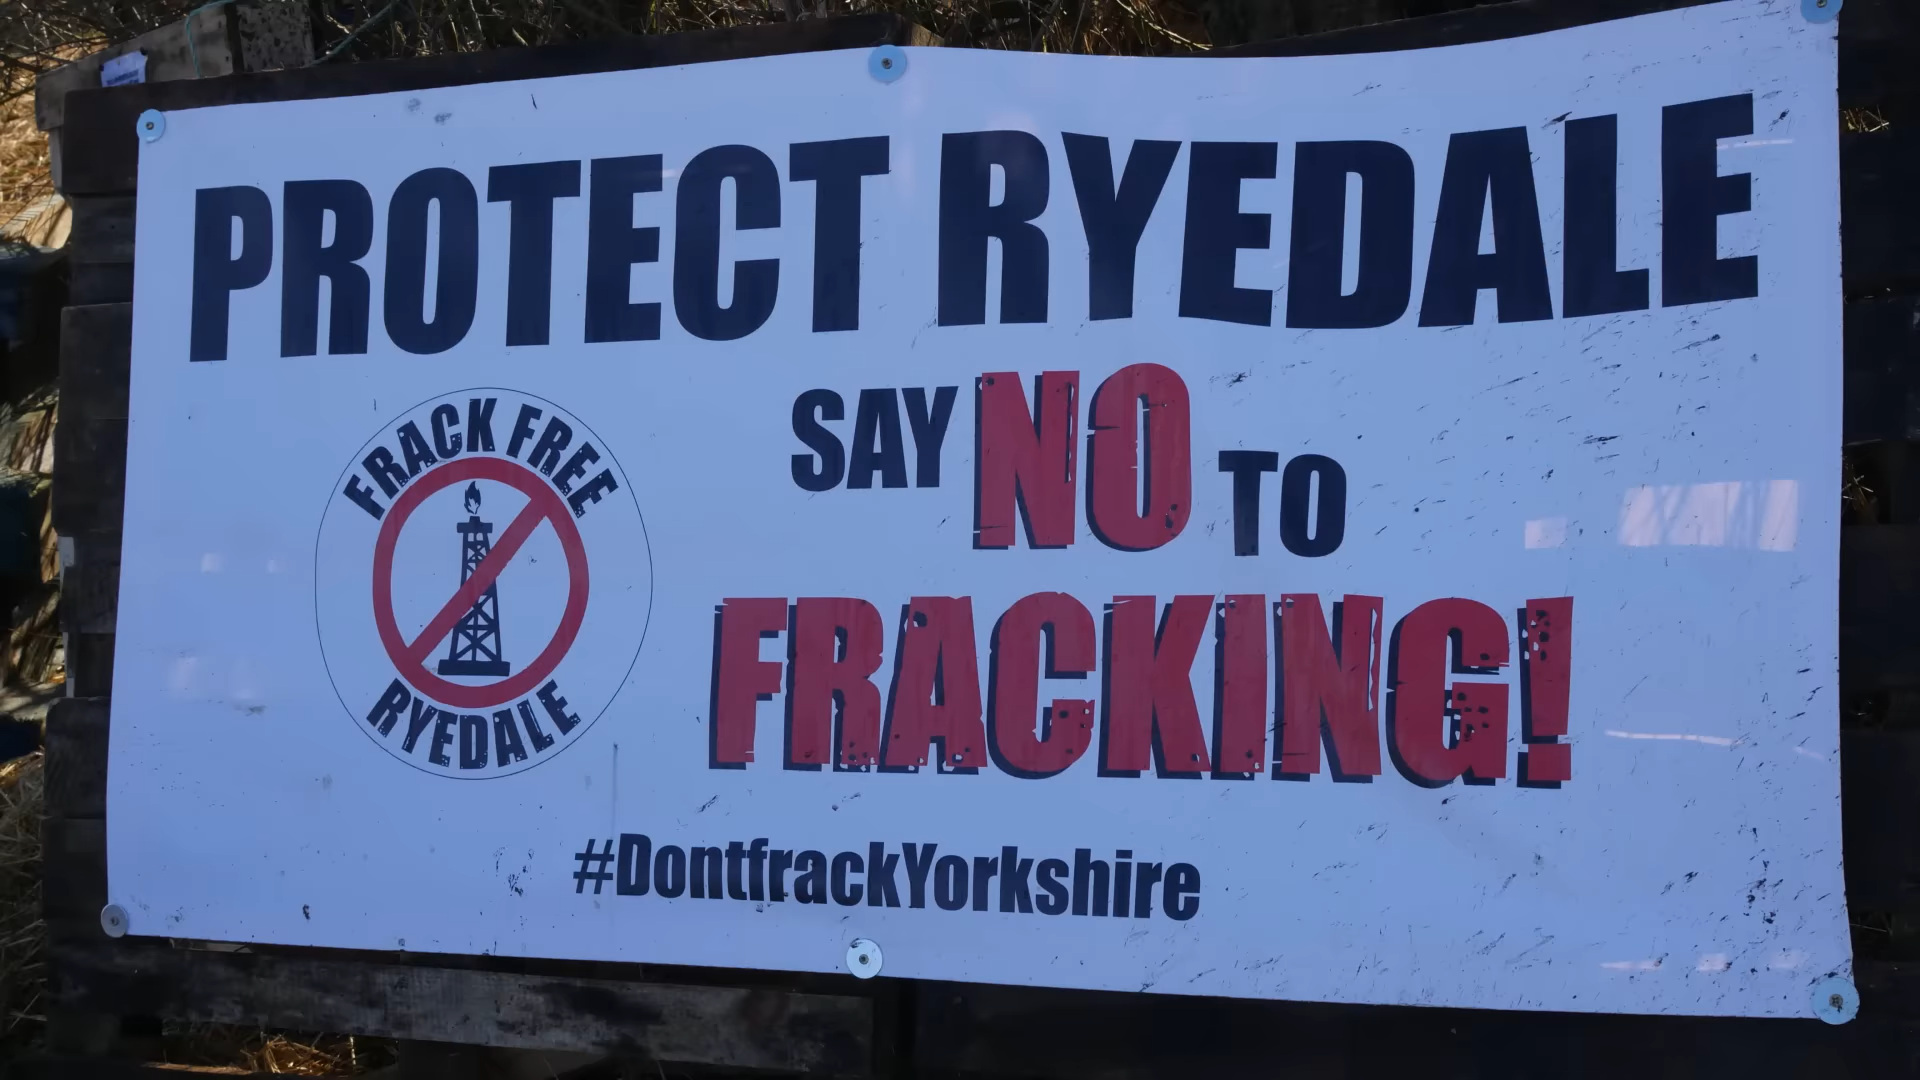 PROTECT RYEDALE
SAY NO TO
FRACKING!
FRACK FREE
RYEDALE
#DontfrackYorkshire